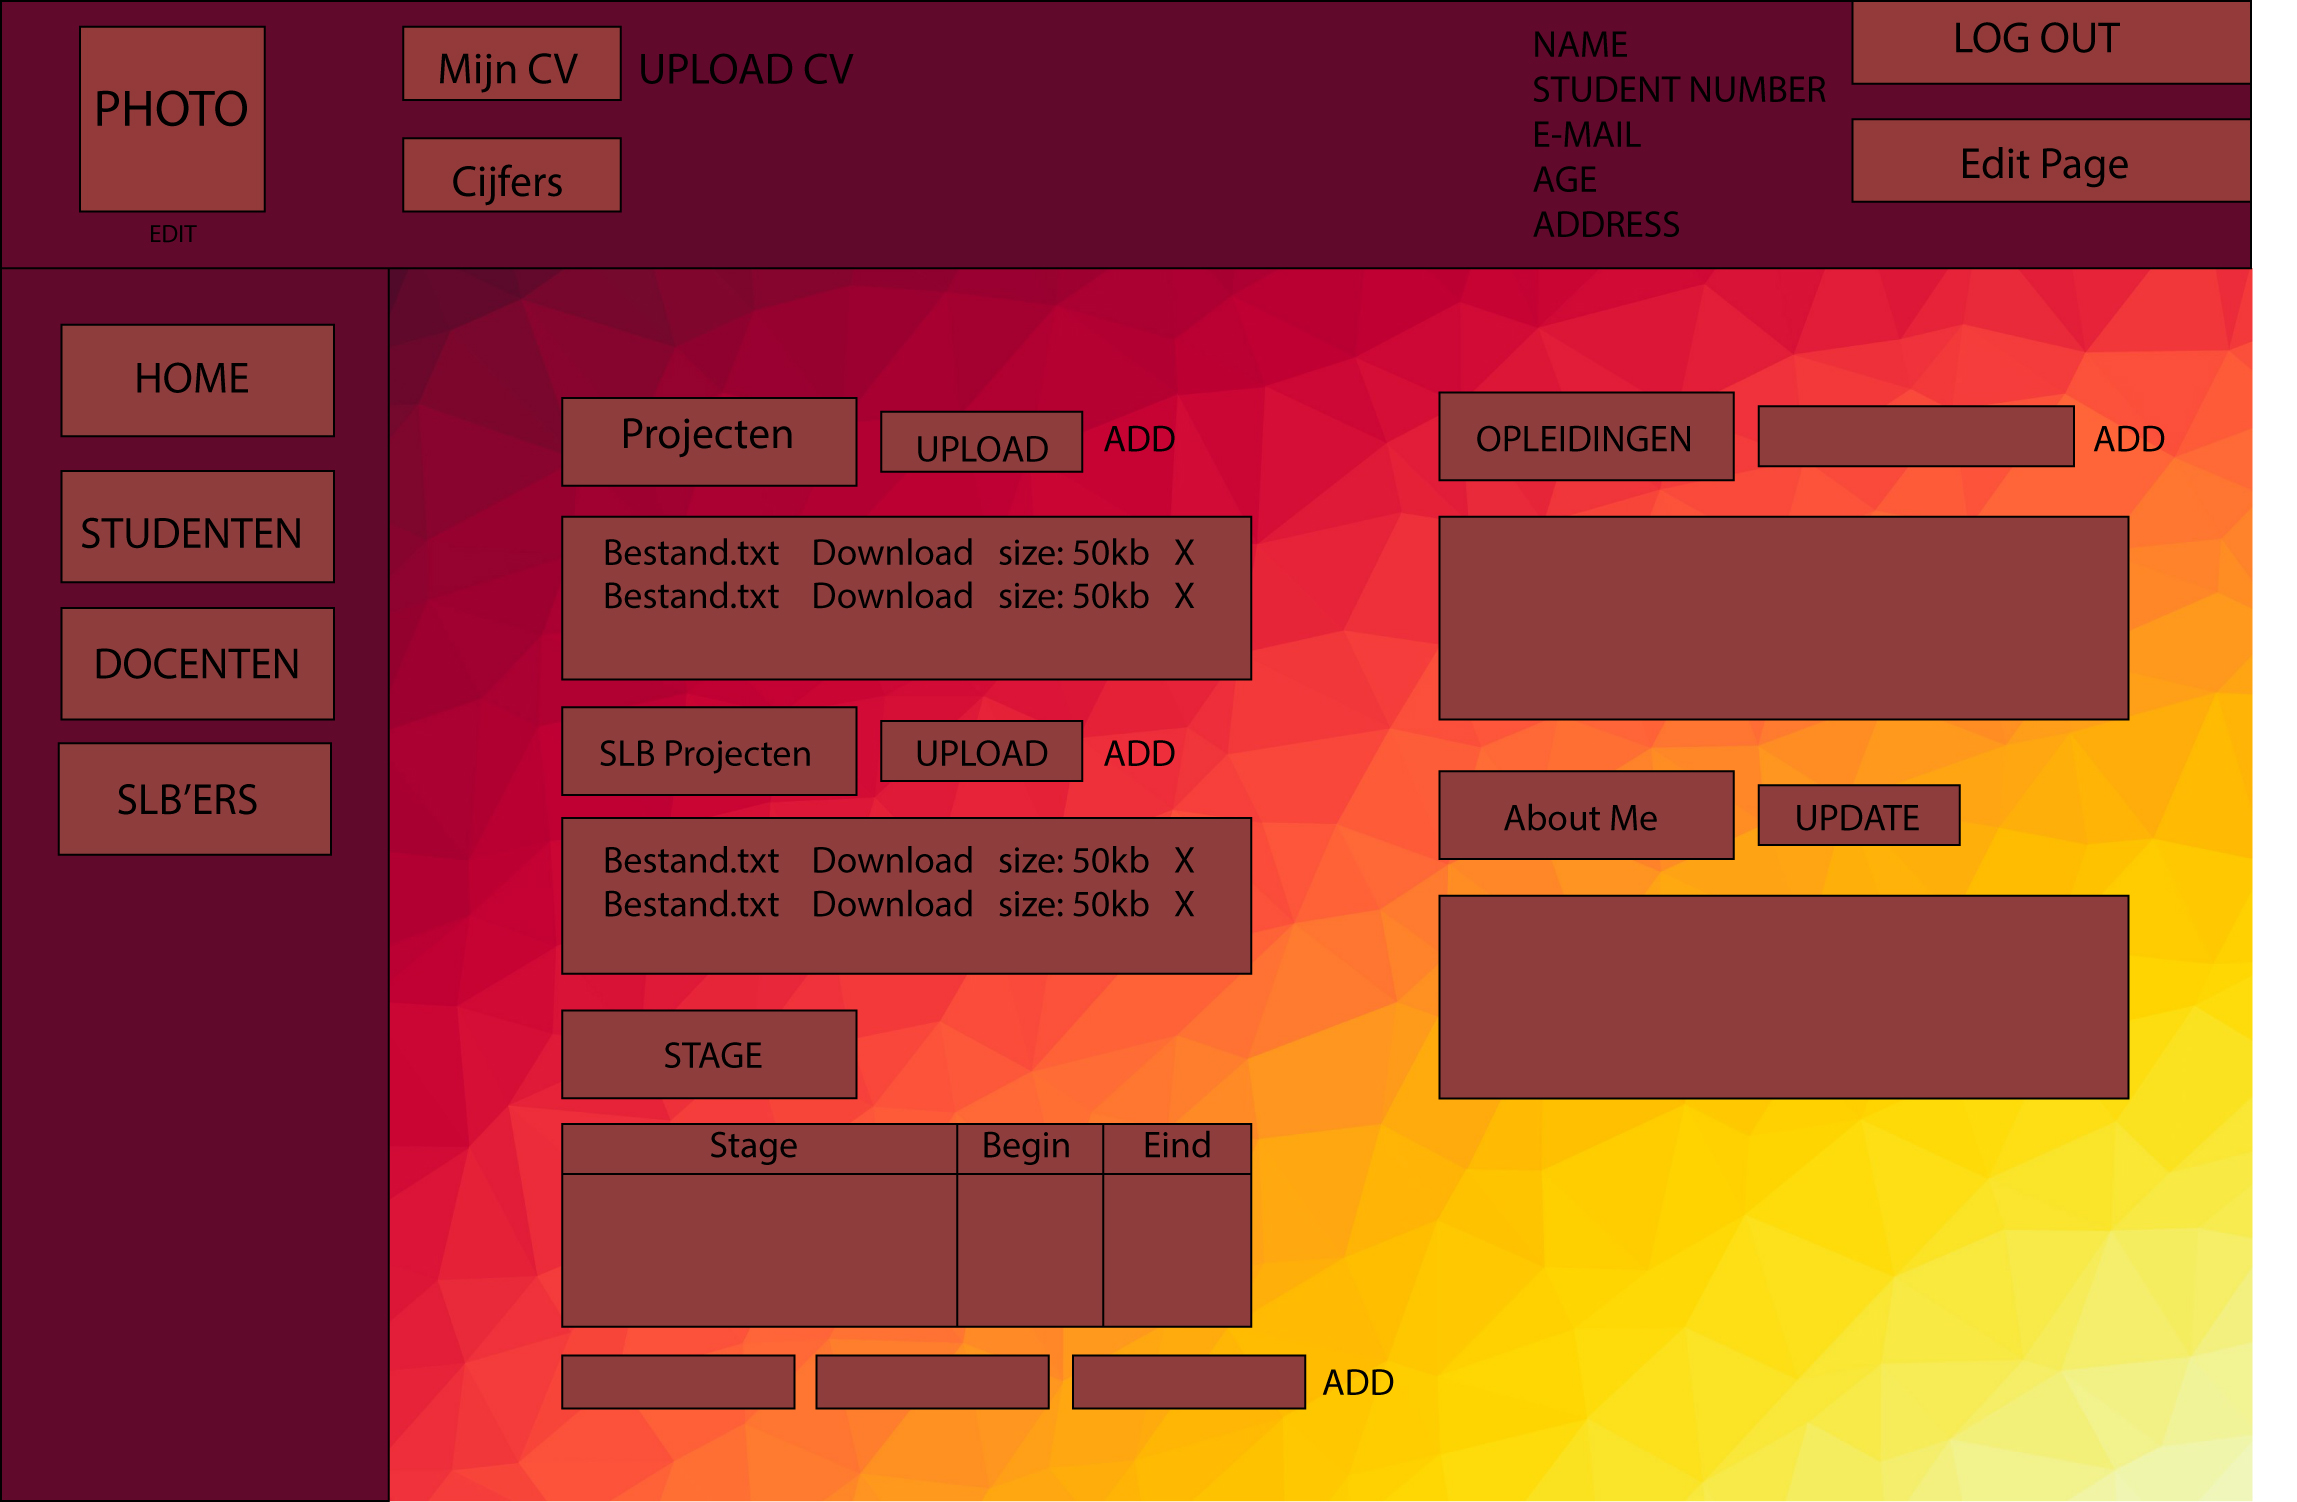 PHOTO
EDIT
Mijn CV UPLOAD CV
Cijfers
NAME
STUDENT NUMBER
E-MAIL
AGE
ADDRESS
LOG OUT
Edit Page
HOME
STUDENTEN
DOCENTEN
SLB’ERS
Projecten UPLOAD ADD
Bestand.txt Download size: 50kb X
Bestand.txt Download size: 50kb X
SLB Projecten UPLOAD ADD
Bestand.txt Download size: 50kb X
Bestand.txt Download size: 50kb X
STAGE
Stage Begin Eind
ADD
OPLEIDINGEN ADD
About Me UPDATE